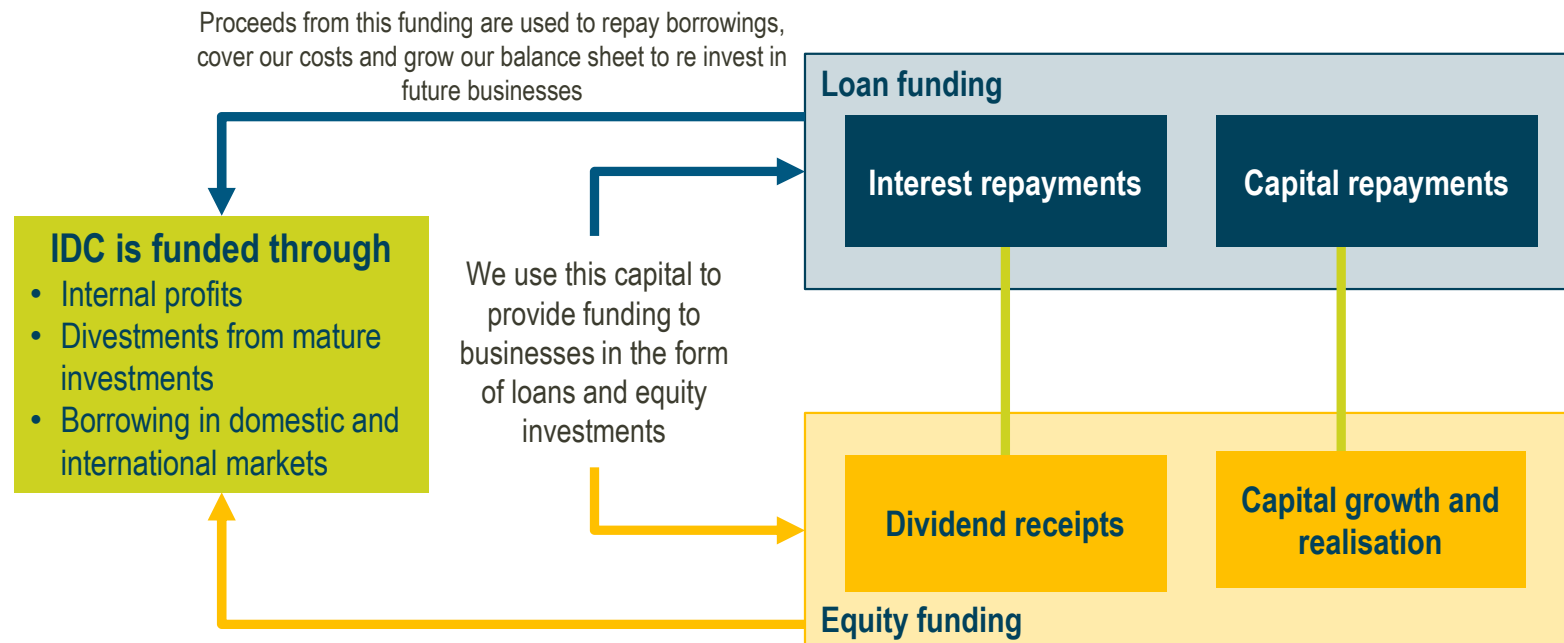 Proceeds from this funding are used to repay borrowings,
cover our costs and grow our balance sheet to re invest in
future businesses
IDC is funded through
• Internal profits
• Divestments from mature
investments
• Borrowing in domestic and
international markets
We use this capital to
provide funding to
businesses in the form
of loans and equity
investments
Loan funding
Interest repayments
Capital repayments
Dividend receipts
Capital growth and
realisation
Equity funding